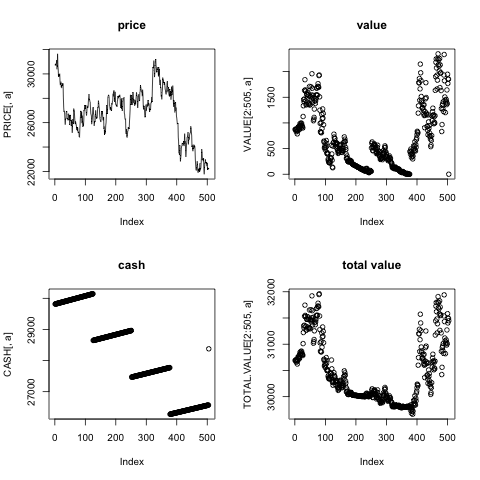 price
PRICE[, a]
22000 26000 30000
0 100 200 300 400 500
Index
value
VALUE[2:505, a]
0 500 1500
0 100 200 300 400 500
Index
cash
CASH[, a]
27000 29000
0 100 200 300 400 500
Index
total value
TOTAL.VALUE[2:505, a]
30000 31000 32000
0 100 200 300 400 500
Index